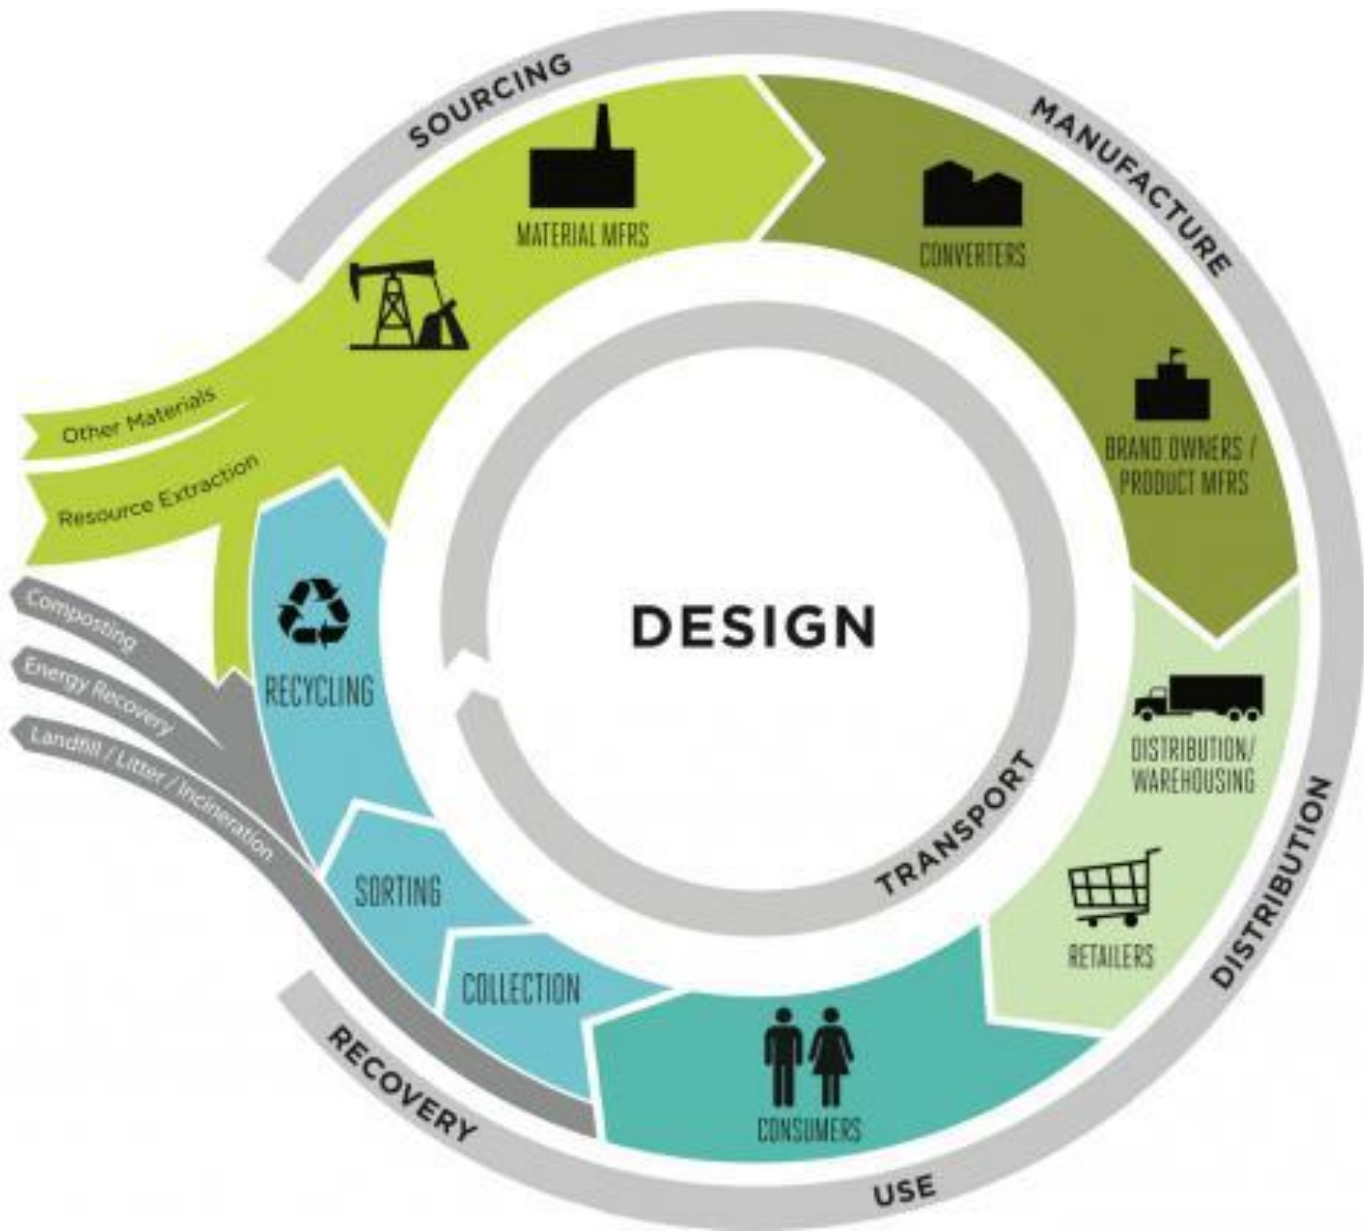 SOURCING
MANUFACTURE
MATERIAL MFRS
CONVERTERS
BRAND OWNERS /
PRODUCT MFRS
Other Materials
Resource Extraction
Composting
Energy Recovery
Landfill / Litter / Incineration
RECYCLING
DESIGN
DISTRIBUTION/
WAREHOUSING
TRANSPORT
DISTRIBUTION
SORTING
RETAILERS
COLLECTION
CONSUMERS
RECOVERY
USE